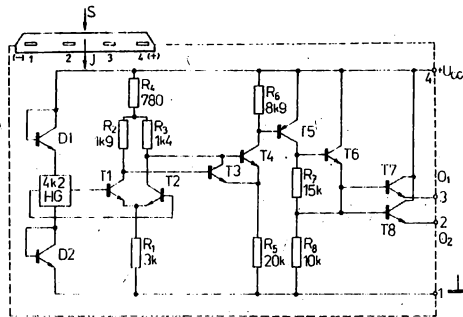 S
(-) 1 2 J 3 4 (+)
R4
780
R6
8k9
4 +Ucc
D1
R2
1k9
R3
1k4
T5
T6
T3
T4
T7
O1
4k2
HG
T1
T2
R7
15k
3
T8
2
O2
D2
R1
3k
R5
20k
R8
10k
1